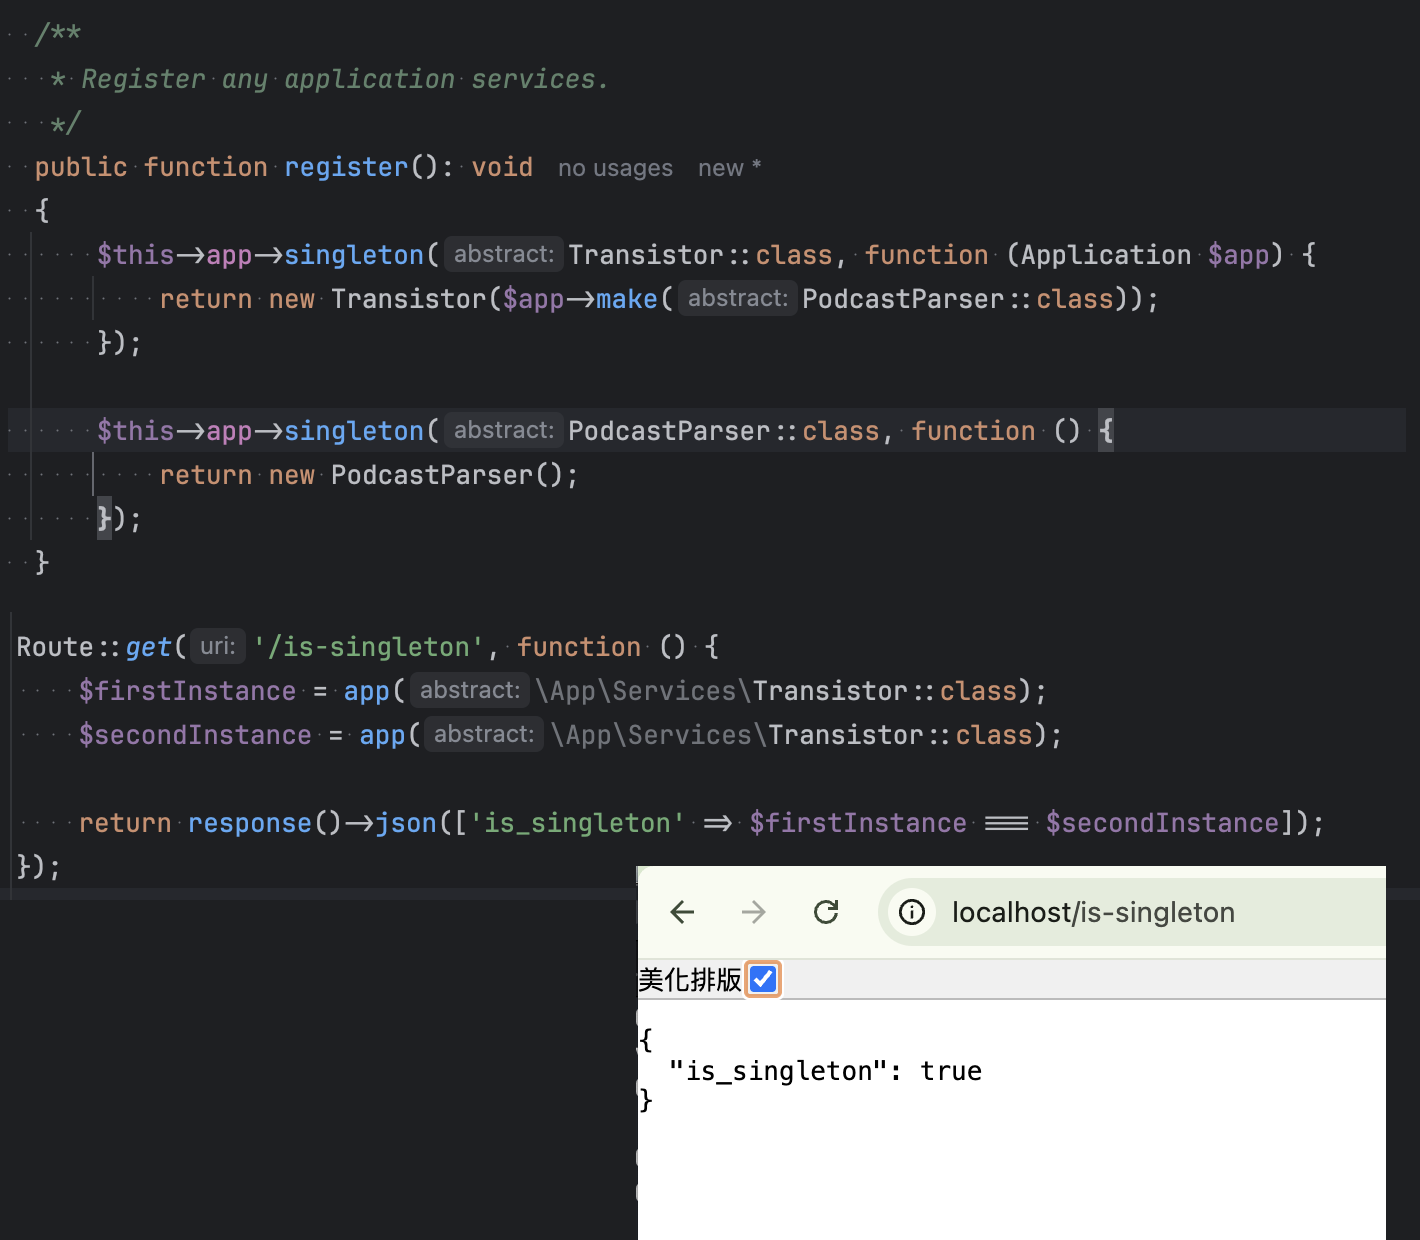 /**
* Register any application services.
*/
public function register(): void no usages new *
{
$this->app->singleton( abstract: Transistor::class, function (Application $app) {
return new Transistor($app->make( abstract: PodcastParser::class));
});
$this->app->singleton( abstract: PodcastParser::class, function () {
return new PodcastParser();
});
}
Route::get( uri: '/is-singleton', function () {
$firstInstance = app( abstract: \App\Services\Transistor::class);
$secondInstance = app( abstract: \App\Services\Transistor::class);
return response()->json(['is_singleton' => $firstInstance === $secondInstance]);
});
localhost/is-singleton
美化排版
{
"is_singleton": true
}